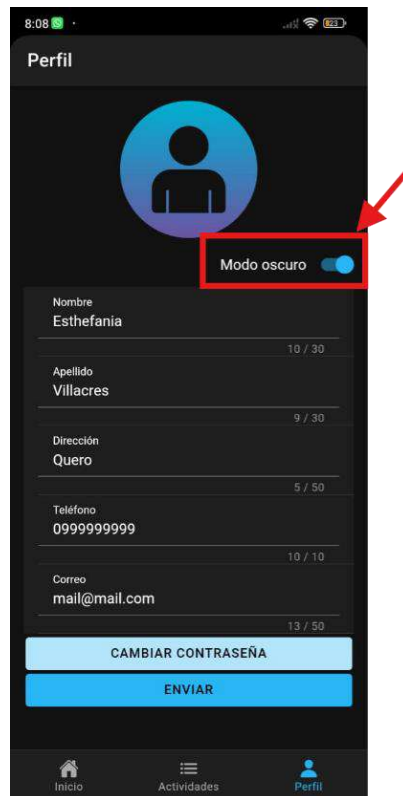 8:08 23
Perfil
Modo oscuro
Nombre
Esthefania
10 / 30
Apellido
Villacres
9 / 30
Dirección
Quero
5 / 50
Teléfono
0999999999
10 / 10
Correo
mail@mail.com
13 / 50
CAMBIAR CONTRASEÑA
ENVIAR
Inicio Actividades Perfil